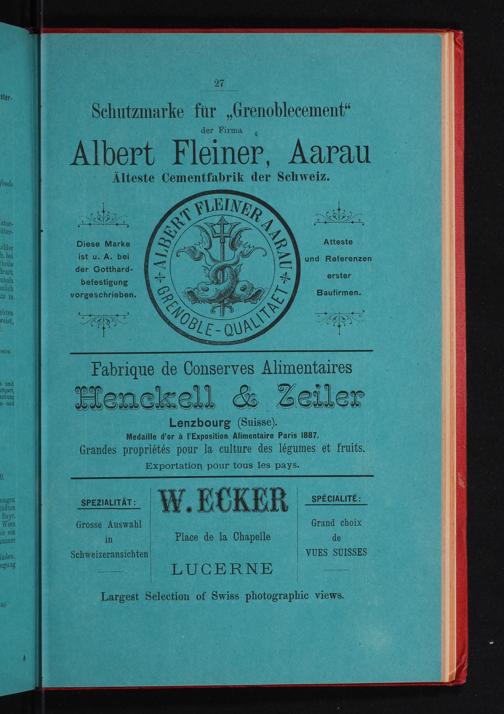 27
Schutzmarke für „Grenoblecement“
der Firma
Albert Fleiner, Aarau
Älteste Cementfabrik der Schweiz.
Diese Marke
ist u. A. bei
der Gotthard-
befestigung
vorgeschrieben.
ALBERT FLEINER AARAU
GRENOBLE-QUALITAET
Atteste
und Referenzen
erster
Baufirmen.
Fabrique de Conserves Alimentaires
Henckell & Zeiler
Lenzbourg (Suisse).
Medaille d'or à l'Exposition Alimentaire Paris 1887.
Grandes propriétés pour la culture des légumes et fruits.
Exportation pour tous les pays.
SPEZIALITÄT:
Grosse Auswahl
in
Schweizeransichten
W. ECKER
Place de la Chapelle
LUCERNE
SPÉCIALITÉ:
Grand choix
de
VUES SUISSES
Largest Selection of Swiss photographic views.